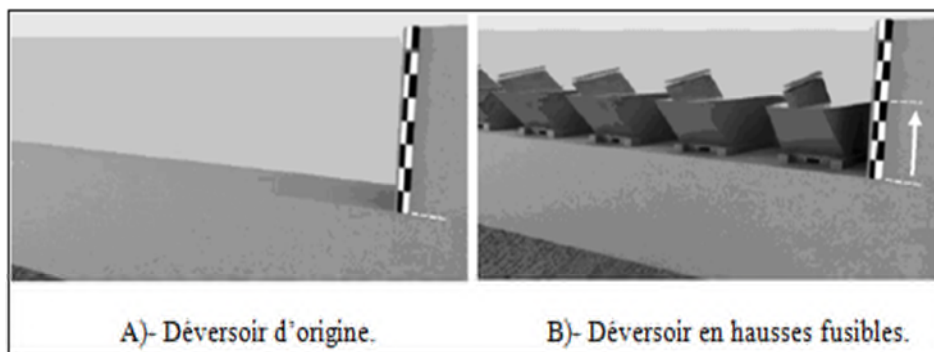 A)- Déversoir d’origine.
B)- Déversoir en hausses fusibles.